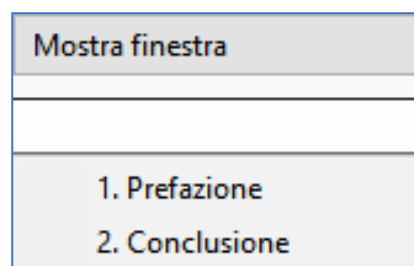 Mostra finestra
1. Prefazione
2. Conclusione